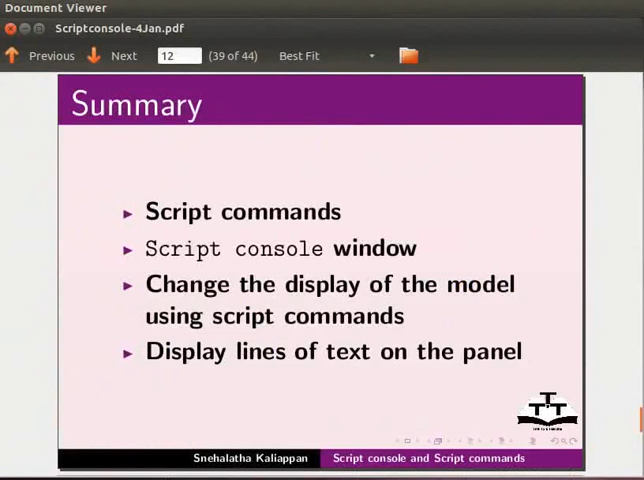 Document Viewer
Scriptconsole-4Jan.pdf
Previous Next 12 (39 of 44) Best Fit
Summary
Script commands
Script console window
Change the display of the model
using script commands
Display lines of text on the panel
Snehalatha Kaliappan Script console and Script commands